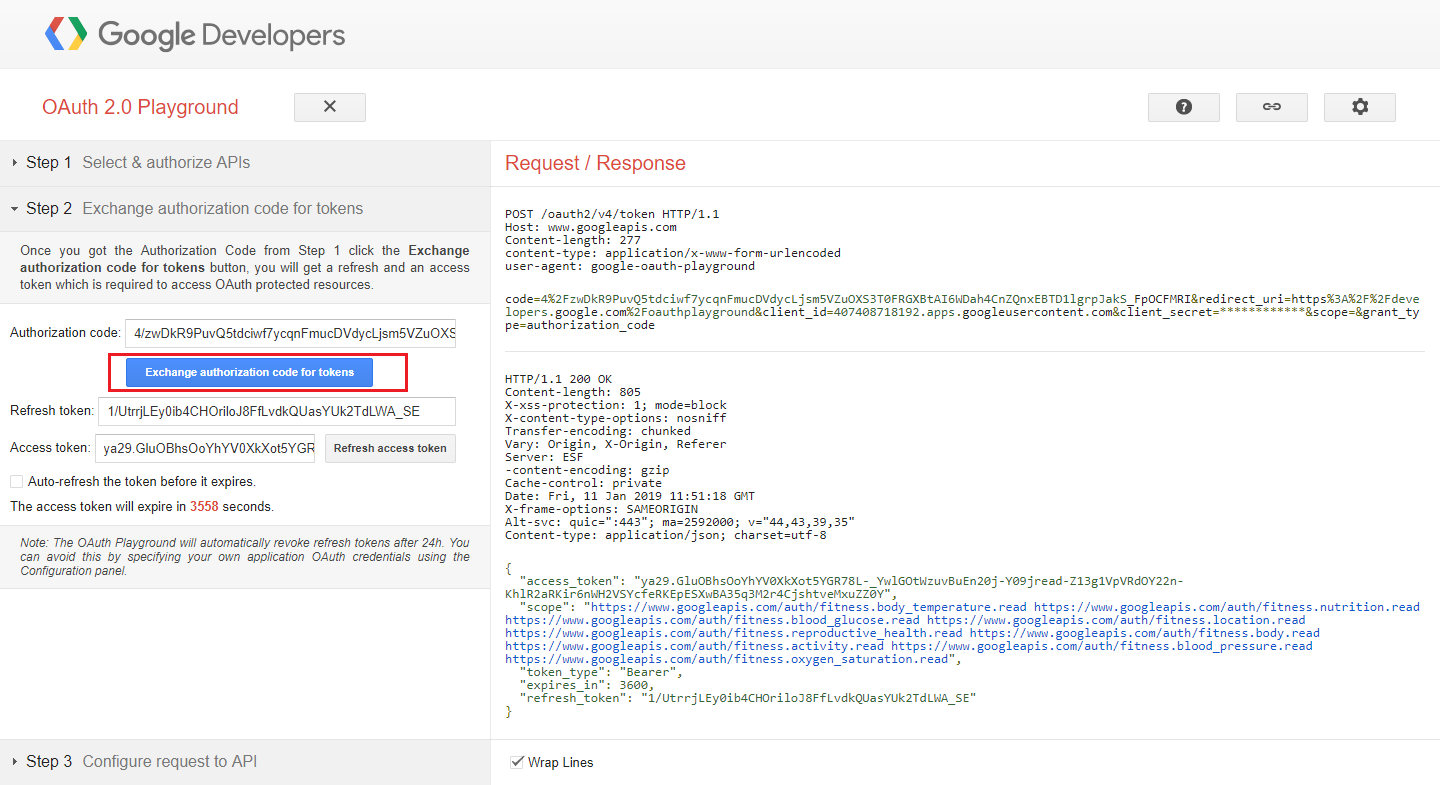 Google Developers
OAuth 2.0 Playground
Step 1 Select & authorize APIs
Step 2 Exchange authorization code for tokens
Once you got the Authorization Code from Step 1 click the Exchange
authorization code for tokens button, you will get a refresh and an access
token which is required to access OAuth protected resources.
Authorization code: 4/zwDkR9PuvQ5tdciwf7ycqnFmucDVdycLjsm5VZuOXS
Exchange authorization code for tokens
Refresh token: 1/UtrrjLEy0ib4CHOriloJ8FfLvdkQUasYUk2TdLWA_SE
Access token: ya29.GluOBhsOoYhYV0XkXot5YGR Refresh access token
Auto-refresh the token before it expires.
The access token will expire in 3558 seconds.
Note: The OAuth Playground will automatically revoke refresh tokens after 24h. You
can avoid this by specifying your own application OAuth credentials using the
Configuration panel.
Step 3 Configure request to API
Request / Response
POST /oauth2/v4/token HTTP/1.1
Host: www.googleapis.com
Content-length: 277
content-type: application/x-www-form-urlencoded
user-agent: google-oauth-playground
code=4%2FzwDkR9PuvQ5tdciwf7ycqnFmucDVdycLjsm5VZuOXS3T0FRGXBtAI6WDah4CnZQnxEBTD1lgrpJakS_FpOCFMRI&redirect_uri=https%3A%2F%2Fdeve
lopers.google.com%2Foauthplayground&client_id=407408718192.apps.googleusercontent.com&client_secret=************&scope=&grant_ty
pe=authorization_code
HTTP/1.1 200 OK
Content-length: 805
X-xss-protection: 1; mode=block
X-content-type-options: nosniff
Transfer-encoding: chunked
Vary: Origin, X-Origin, Referer
Server: ESF
-content-encoding: gzip
Cache-control: private
Date: Fri, 11 Jan 2019 11:51:18 GMT
X-frame-options: SAMEORIGIN
Alt-svc: quic=":443"; ma=2592000; v="44,43,39,35"
Content-type: application/json; charset=utf-8
{
"access_token": "ya29.GluOBhsOoYhYV0XkXot5YGR78L-_YwlGOtWzuvBuEn20j-Y09jread-Z13g1VpVRdOY22n-
KhlR2aRKir6nWH2VSYcfeRKEpESXwBA35q3M2r4CjshtveMxuZZ0Y",
"scope": "https://www.googleapis.com/auth/fitness.body_temperature.read https://www.googleapis.com/auth/fitness.nutrition.read
https://www.googleapis.com/auth/fitness.blood_glucose.read https://www.googleapis.com/auth/fitness.location.read
https://www.googleapis.com/auth/fitness.reproductive_health.read https://www.googleapis.com/auth/fitness.body.read
https://www.googleapis.com/auth/fitness.activity.read https://www.googleapis.com/auth/fitness.blood_pressure.read
https://www.googleapis.com/auth/fitness.oxygen_saturation.read",
"token_type": "Bearer",
"expires_in": 3600,
"refresh_token": "1/UtrrjLEy0ib4CHOriloJ8FfLvdkQUasYUk2TdLWA_SE"
}
Wrap Lines